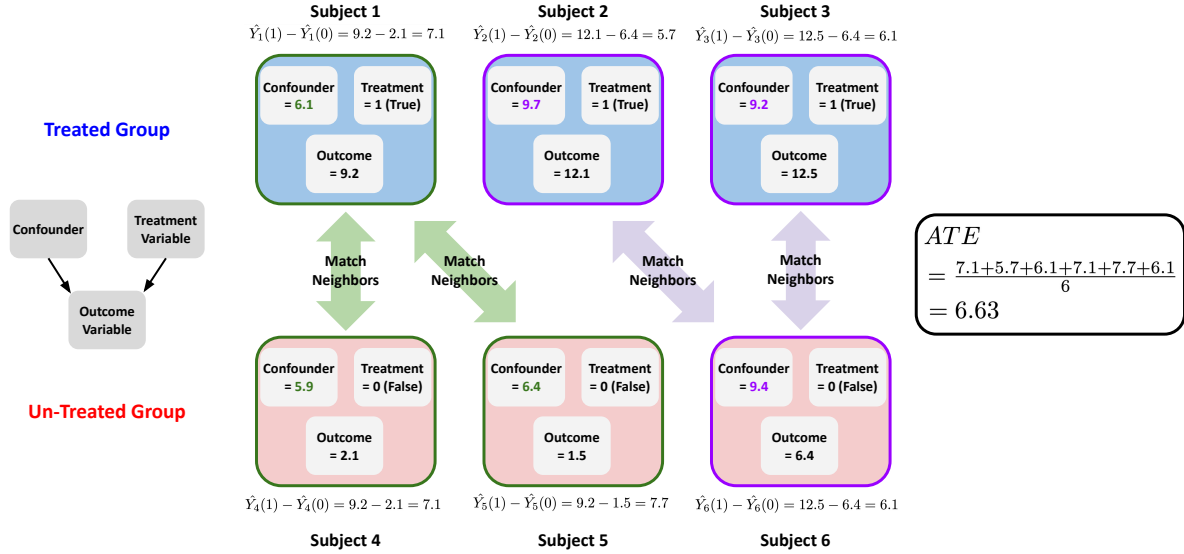 Subject 1
Subject 2
Subject 3
Ŷ₁(1) − Ŷ₁(0) = 9.2 − 2.1 = 7.1
Ŷ₂(1) − Ŷ₂(0) = 12.1 − 6.4 = 5.7
Ŷ₃(1) − Ŷ₃(0) = 12.5 − 6.4 = 6.1
Treated Group
Confounder
= 6.1
Treatment
= 1 (True)
Outcome
= 9.2
Confounder
= 9.7
Treatment
= 1 (True)
Outcome
= 12.1
Confounder
= 9.2
Treatment
= 1 (True)
Outcome
= 12.5
Confounder
Treatment
Variable
Outcome
Variable
Match
Neighbors
Match
Neighbors
Match
Neighbors
Match
Neighbors
ATE
= (7.1+5.7+6.1+7.1+7.7+6.1)/6
= 6.63
Un-Treated Group
Confounder
= 5.9
Treatment
= 0 (False)
Outcome
= 2.1
Confounder
= 6.4
Treatment
= 0 (False)
Outcome
= 1.5
Confounder
= 9.4
Treatment
= 0 (False)
Outcome
= 6.4
Ŷ₄(1) − Ŷ₄(0) = 9.2 − 2.1 = 7.1
Ŷ₅(1) − Ŷ₅(0) = 9.2 − 1.5 = 7.7
Ŷ₆(1) − Ŷ₆(0) = 12.5 − 6.4 = 6.1
Subject 4
Subject 5
Subject 6